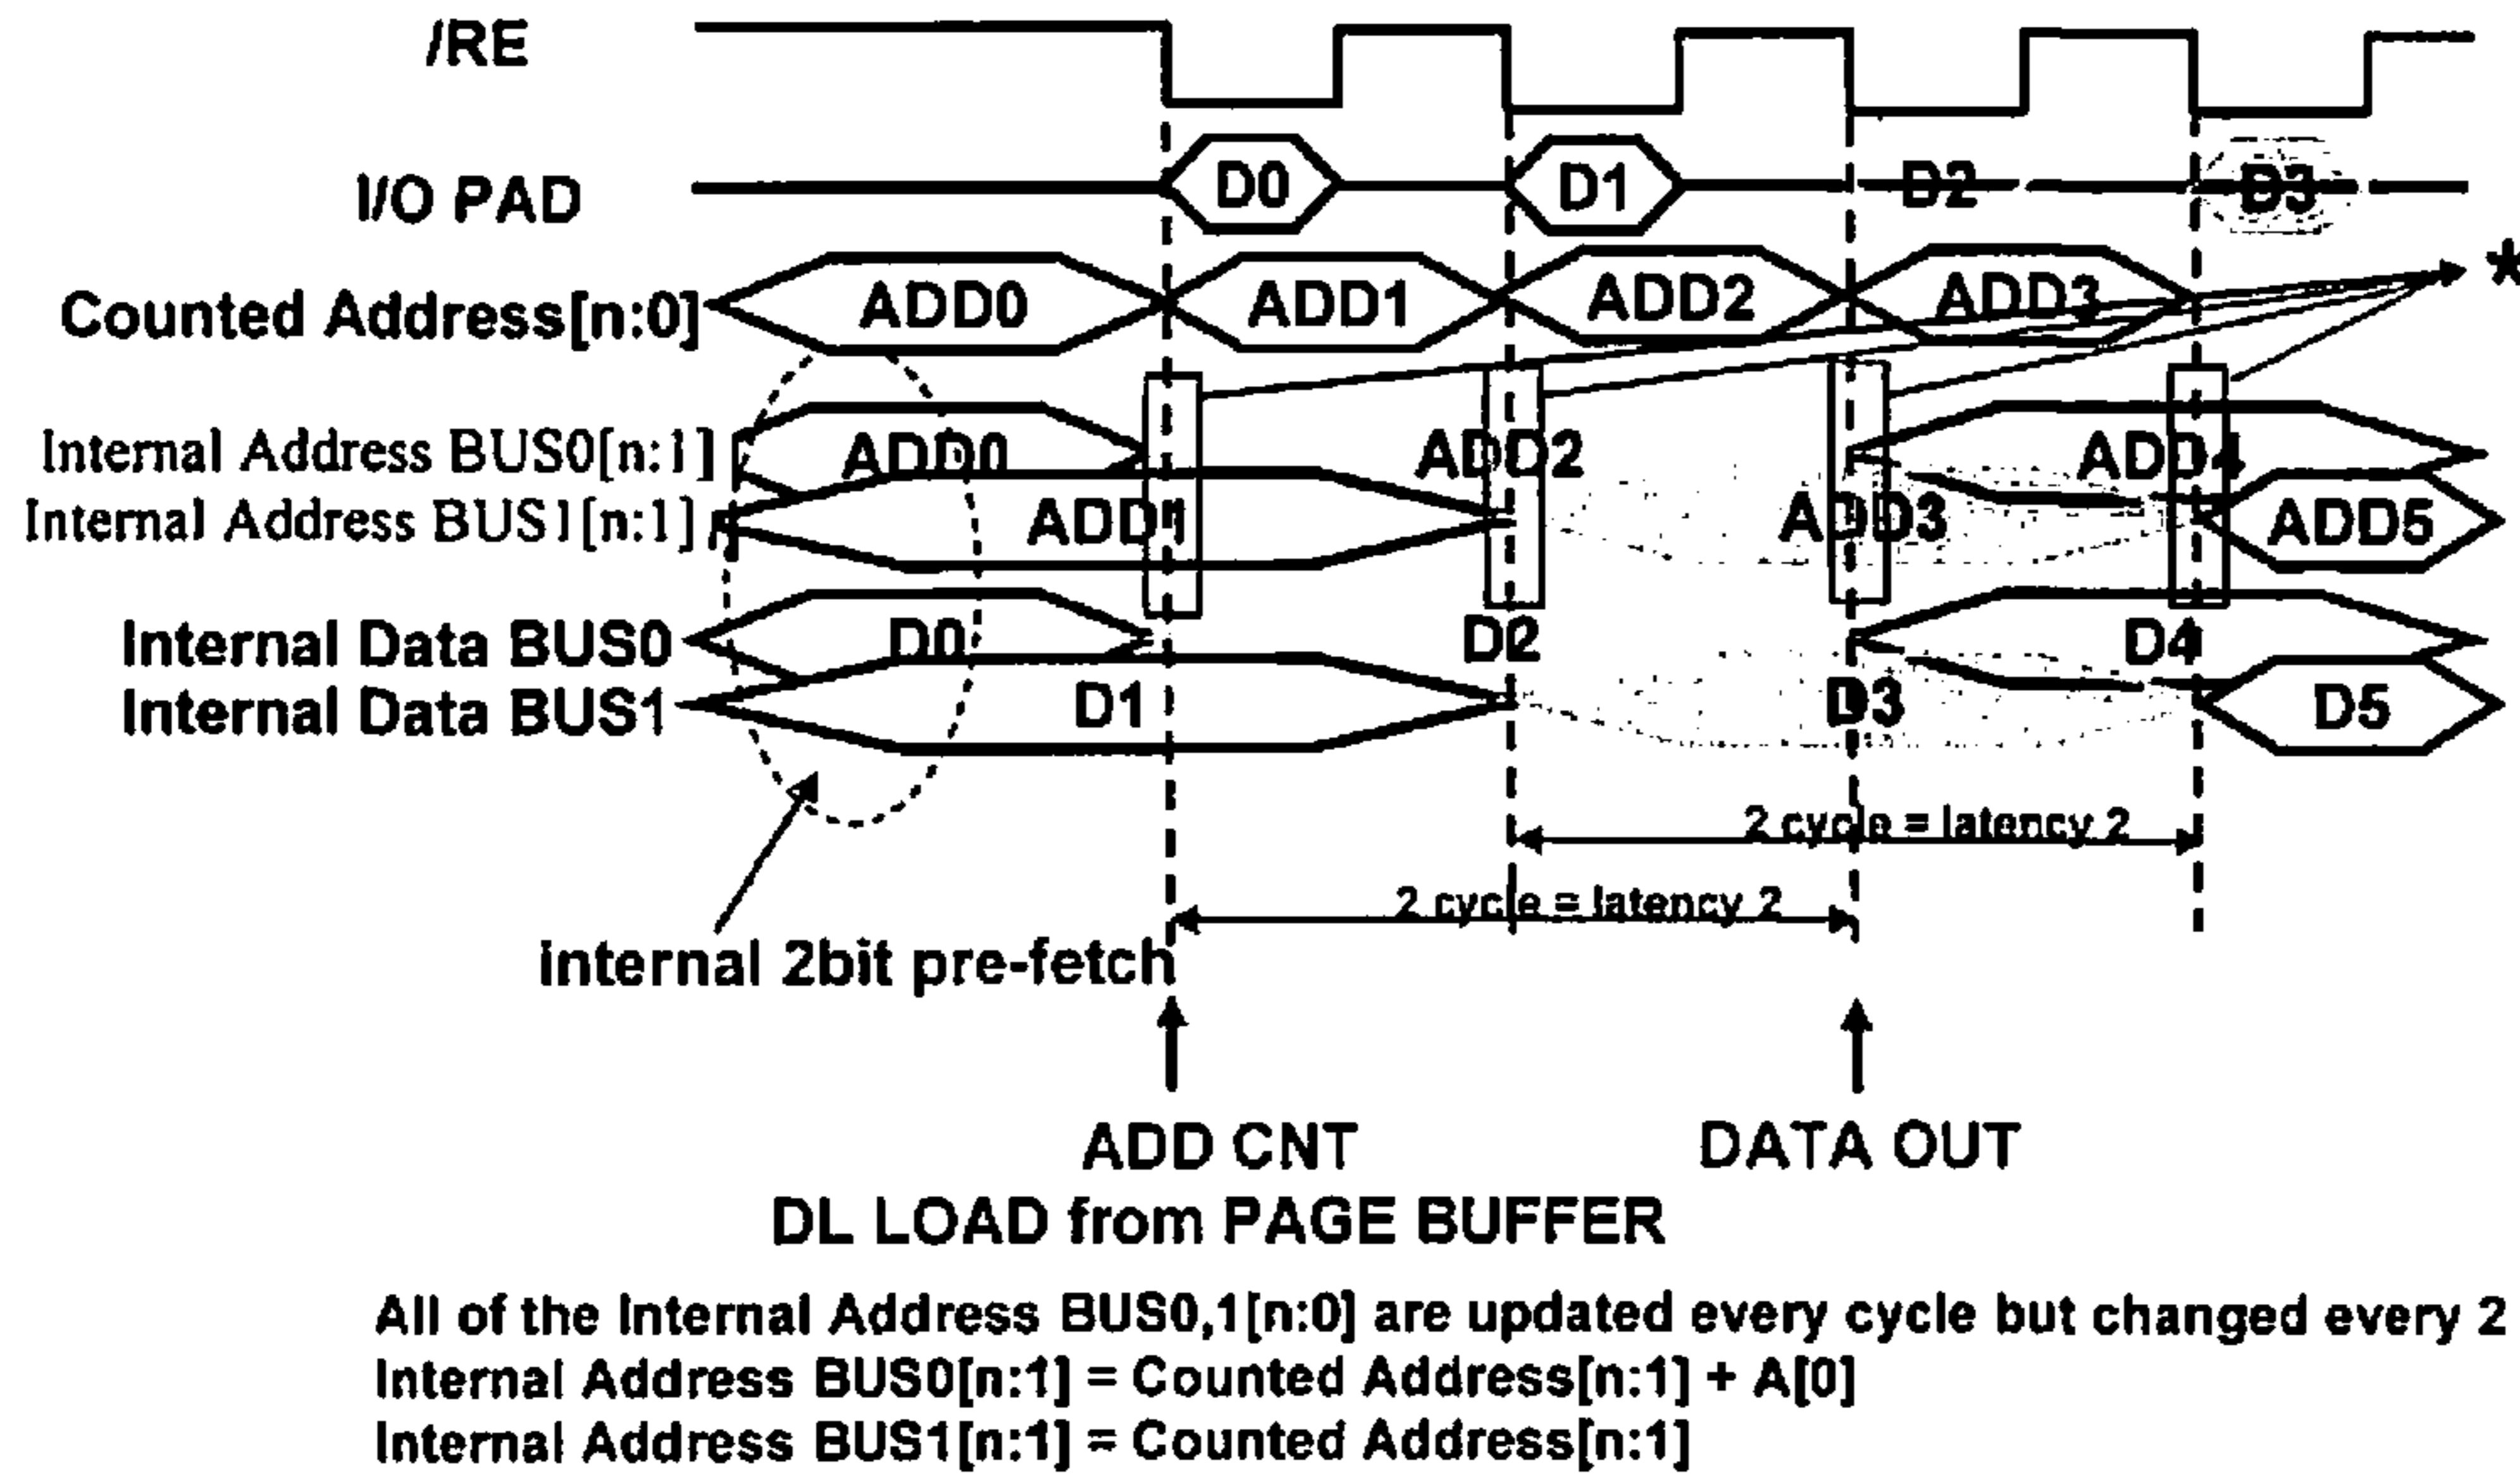 /RE
I/O PAD D0 D1 D2 D3
Counted Address[n:0] ADD0 ADD1 ADD2 ADD3 *
Internal Address BUS0[n:1] ADD0 ADD2 ADD4
Internal Address BUS1[n:1] ADD1 ADD3 ADD5
Internal Data BUS0 D0 D2 D4
Internal Data BUS1 D1 D3 D5
2 cycle = latency 2
2 cycle = latency 2
internal 2bit pre-fetch
ADD CNT DATA OUT
DL LOAD from PAGE BUFFER
All of the Internal Address BUS0,1[n:0] are updated every cycle but changed every 2
Internal Address BUS0[n:1] = Counted Address[n:1] + A[0]
Internal Address BUS1[n:1] = Counted Address[n:1]